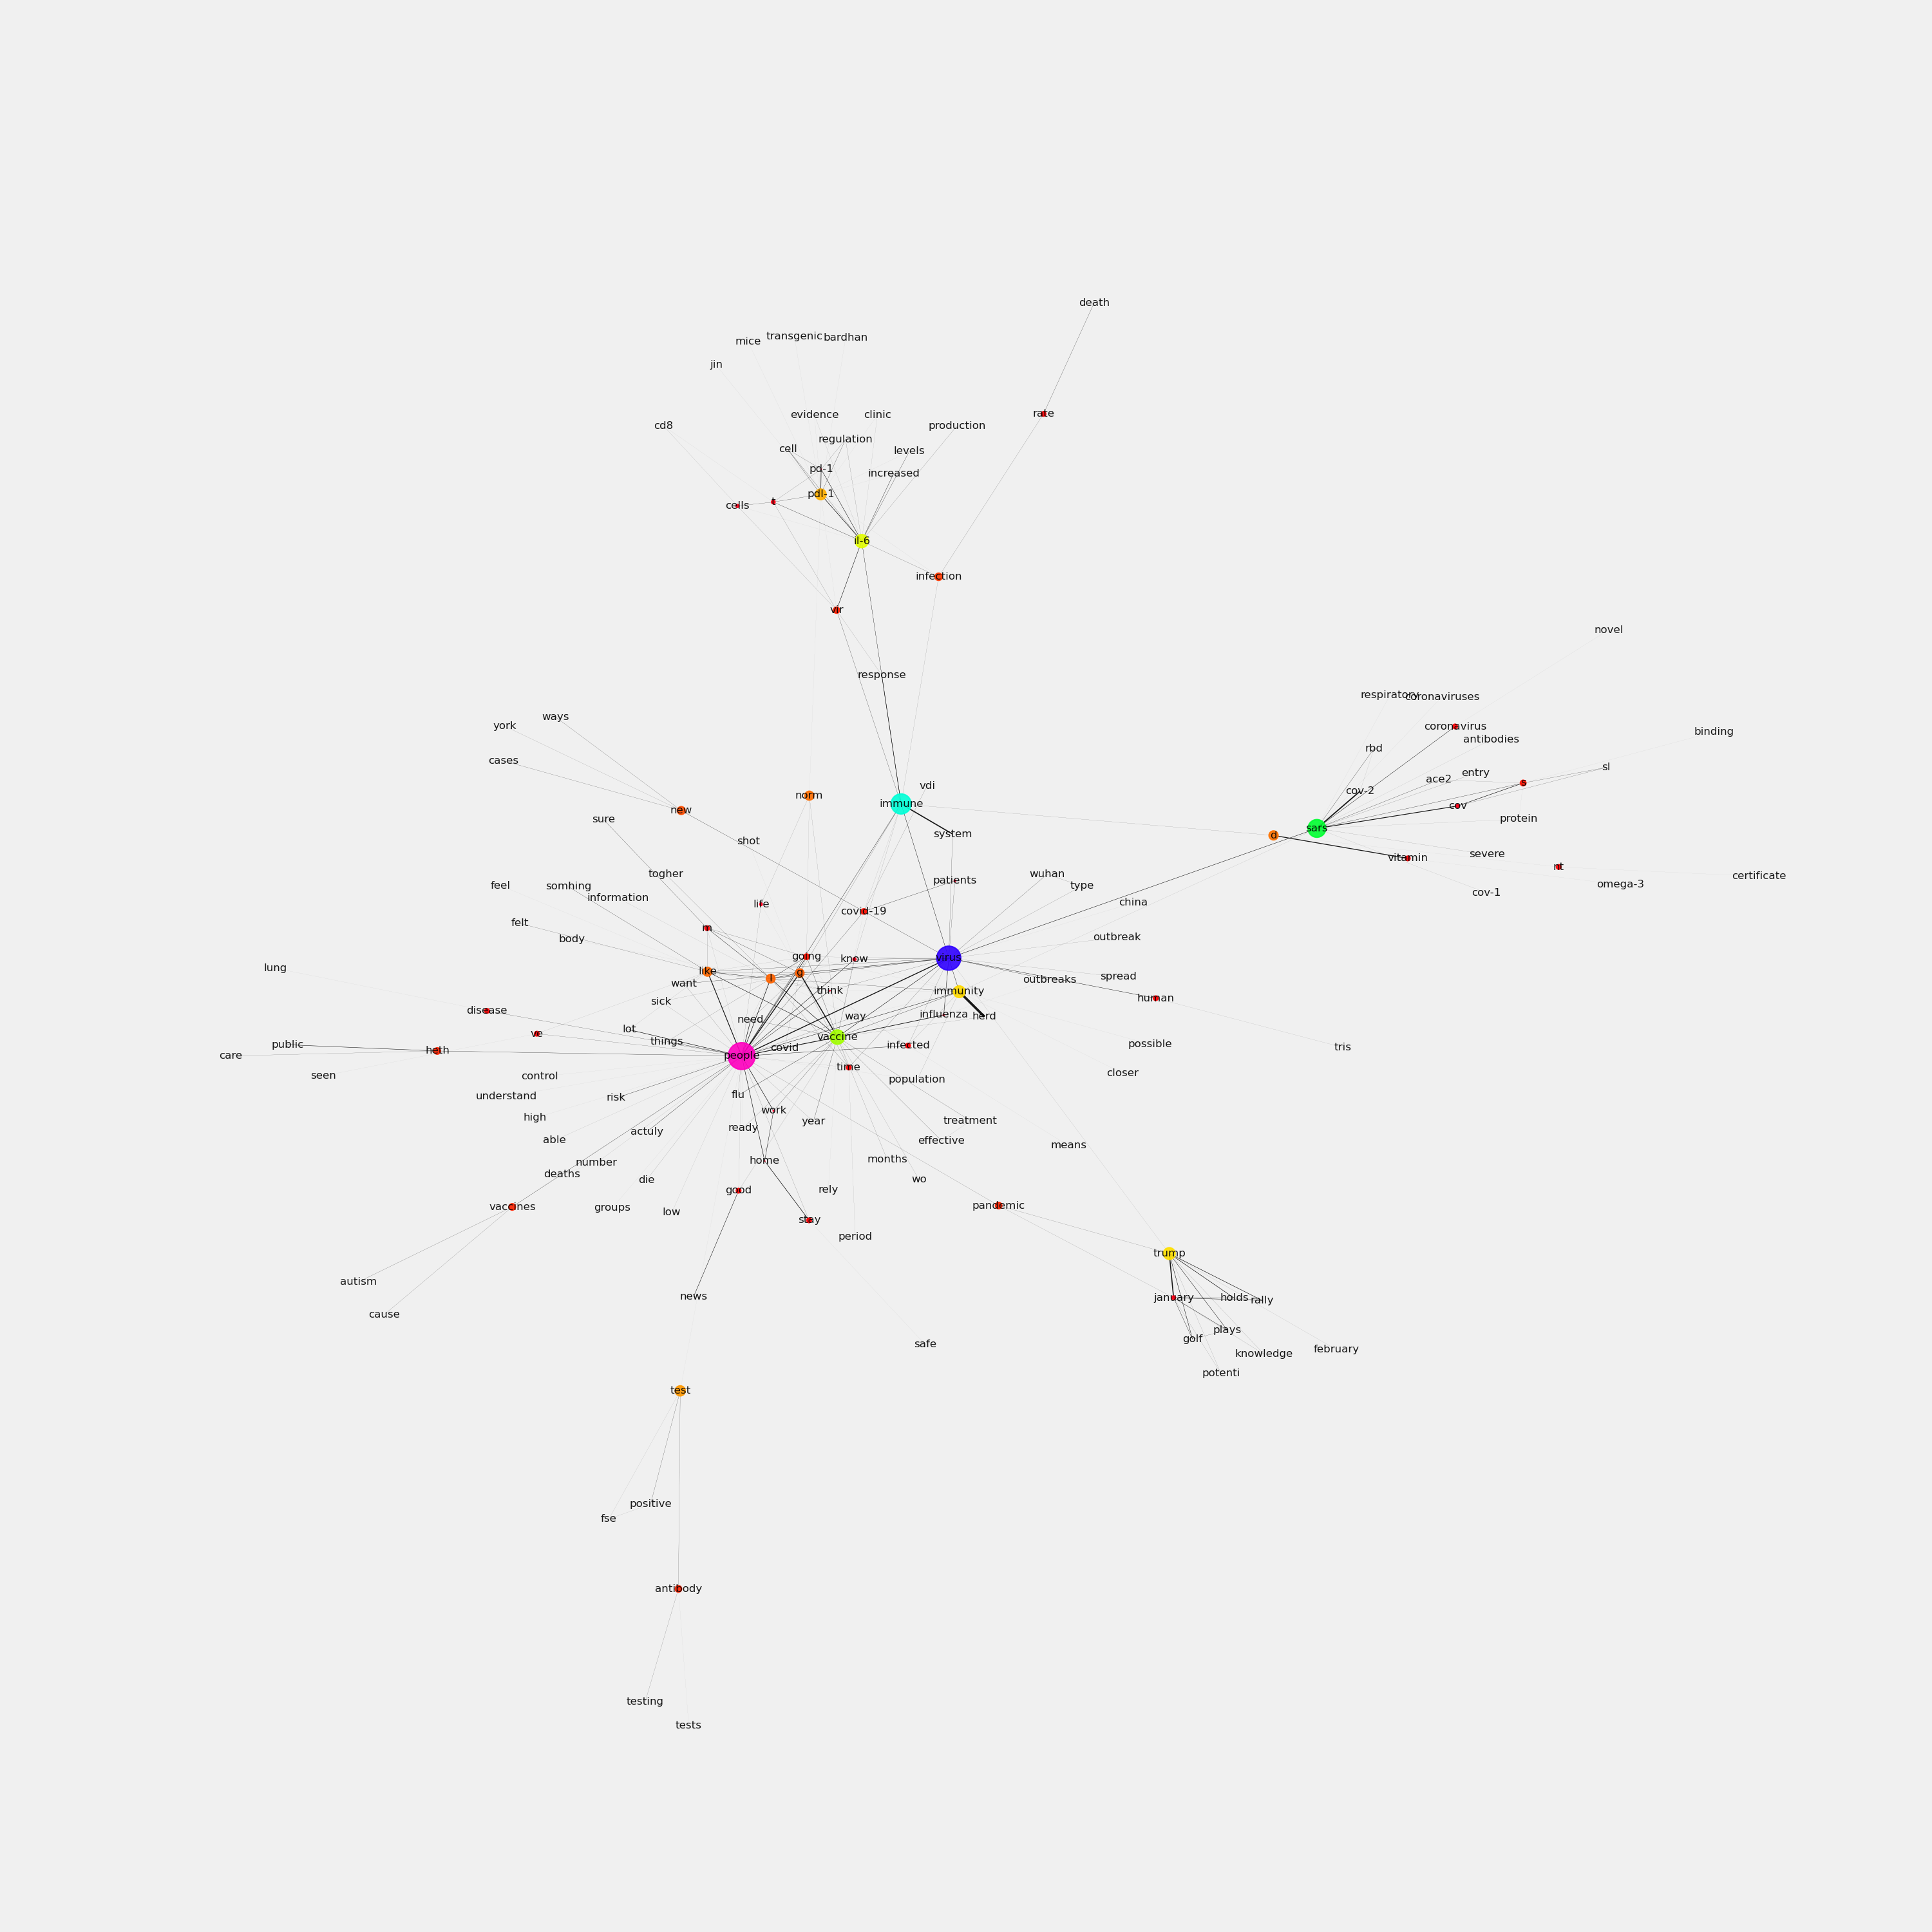 death
transgenic
bardhan
mice
jin
evidence
clinic
rate
cd8
production
regulation
cell
levels
pd-1
increased
pdl-1
t
cells
il-6
infection
vir
novel
response
respiratory
coronaviruses
ways
york
coronavirus
binding
antibodies
rbd
cases
sl
entry
ace2
s
vdi
cov-2
norm
immune
cov
new
sure
protein
sars
system
d
shot
severe
vitamin
nt
togher
wuhan
certificate
patients
omega-3
type
feel
somhing
cov-1
information
china
life
covid-19
felt
m
outbreak
body
going
virus
know
lung
like
g
spread
i
outbreaks
want
think
immunity
human
sick
disease
influenza
herd
way
need
lot
ve
vaccine
things
possible
public
infected
tris
covid
heth
care
people
time
closer
seen
control
population
flu
understand
risk
work
high
treatment
year
ready
actuly
able
effective
means
months
home
number
deaths
wo
die
good
rely
pandemic
vaccines
groups
low
stay
period
trump
autism
news
january
holds
rally
cause
plays
golf
safe
february
knowledge
potenti
test
positive
fse
antibody
testing
tests